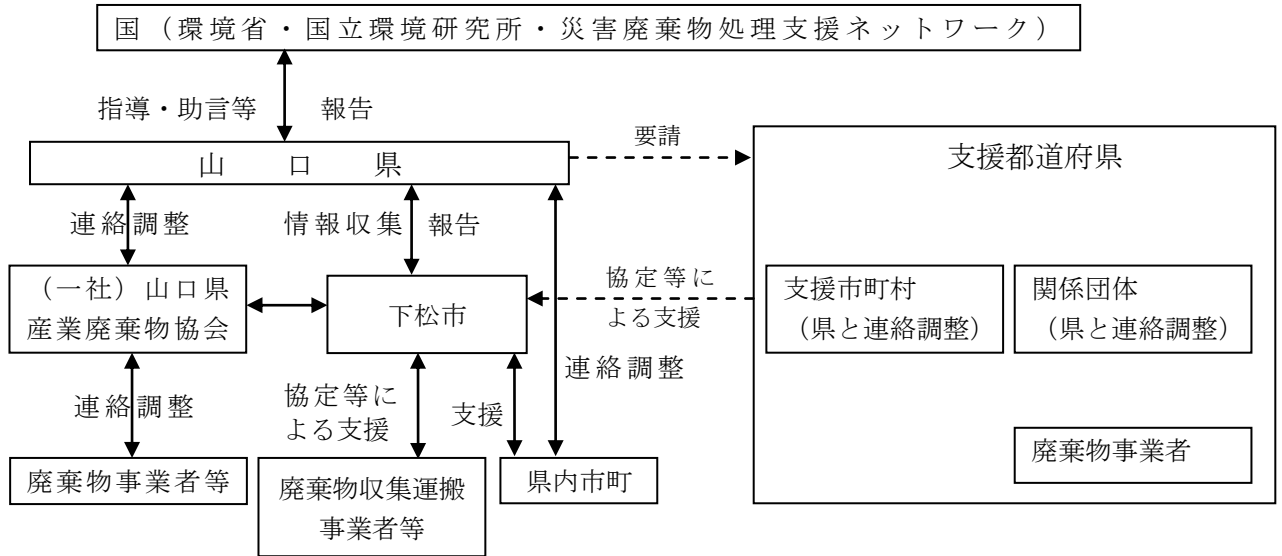 国（環境省・国立環境研究所・災害廃棄物処理支援ネットワーク）
指導・助言等
報告
山口県
要請
支援都道府県
連絡調整
情報収集
報告
（一社）山口県
産業廃棄物協会
下松市
協定等に
よる支援
支援市町村
（県と連絡調整）
関係団体
（県と連絡調整）
連絡調整
連絡調整
協定等に
よる支援
支援
廃棄物事業者
廃棄物事業者等
廃棄物収集運搬
事業者等
県内市町